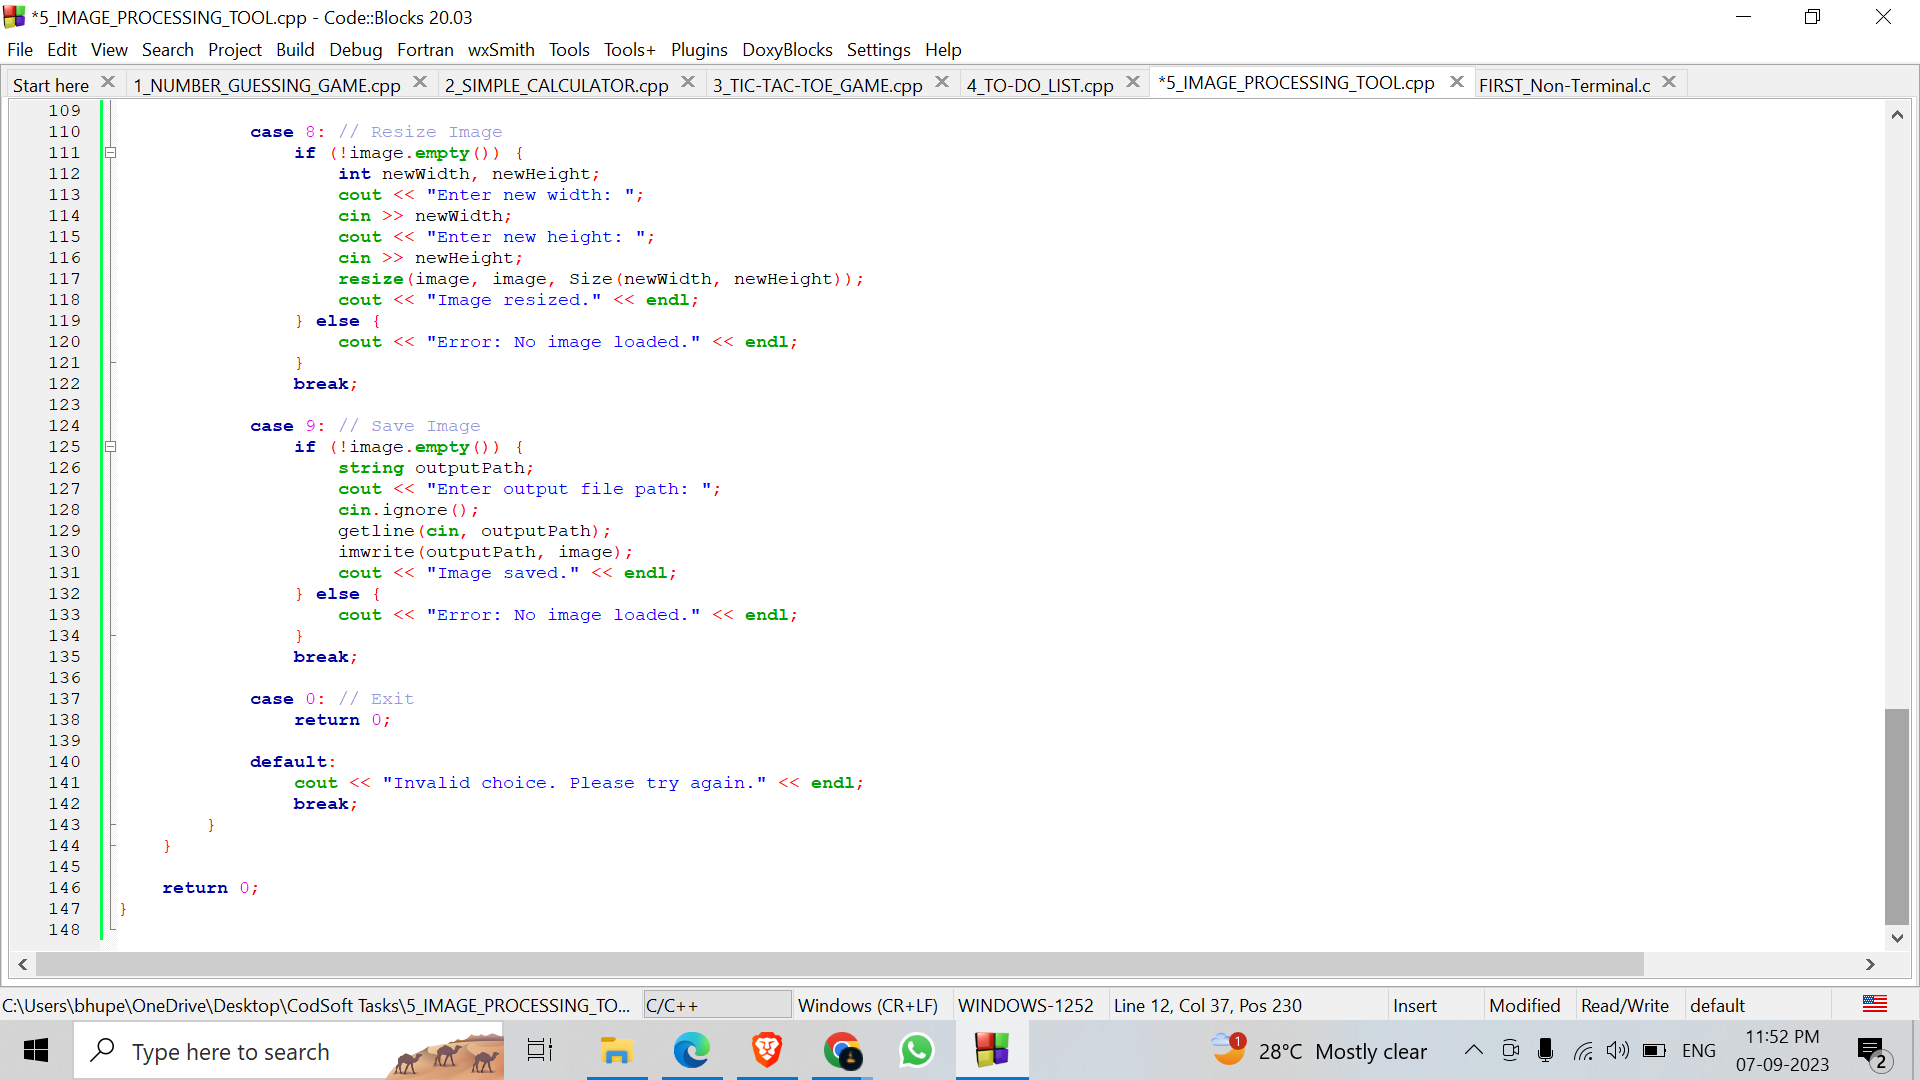 *5_IMAGE_PROCESSING_TOOL.cpp - Code::Blocks 20.03
File Edit View Search Project Build Debug Fortran wxSmith Tools Tools+ Plugins DoxyBlocks Settings Help
Start here 1_NUMBER_GUESSING_GAME.cpp 2_SIMPLE_CALCULATOR.cpp 3_TIC-TAC-TOE_GAME.cpp 4_TO-DO_LIST.cpp *5_IMAGE_PROCESSING_TOOL.cpp FIRST_Non-Terminal.c
109
110 case 8: // Resize Image
111 if (!image.empty()) {
112 int newWidth, newHeight;
113 cout << "Enter new width: ";
114 cin >> newWidth;
115 cout << "Enter new height: ";
116 cin >> newHeight;
117 resize(image, image, Size(newWidth, newHeight));
118 cout << "Image resized." << endl;
119 } else {
120 cout << "Error: No image loaded." << endl;
121 }
122 break;
123
124 case 9: // Save Image
125 if (!image.empty()) {
126 string outputPath;
127 cout << "Enter output file path: ";
128 cin.ignore();
129 getline(cin, outputPath);
130 imwrite(outputPath, image);
131 cout << "Image saved." << endl;
132 } else {
133 cout << "Error: No image loaded." << endl;
134 }
135 break;
136
137 case 0: // Exit
138 return 0;
139
140 default:
141 cout << "Invalid choice. Please try again." << endl;
142 break;
143 }
144 }
145
146 return 0;
147 }
148
C:\Users\bhupe\OneDrive\Desktop\CodSoft Tasks\5_IMAGE_PROCESSING_TO... C/C++ Windows (CR+LF) WINDOWS-1252 Line 12, Col 37, Pos 230 Insert Modified Read/Write default
Type here to search 1 28°C Mostly clear ENG 11:52 PM
07-09-2023 2